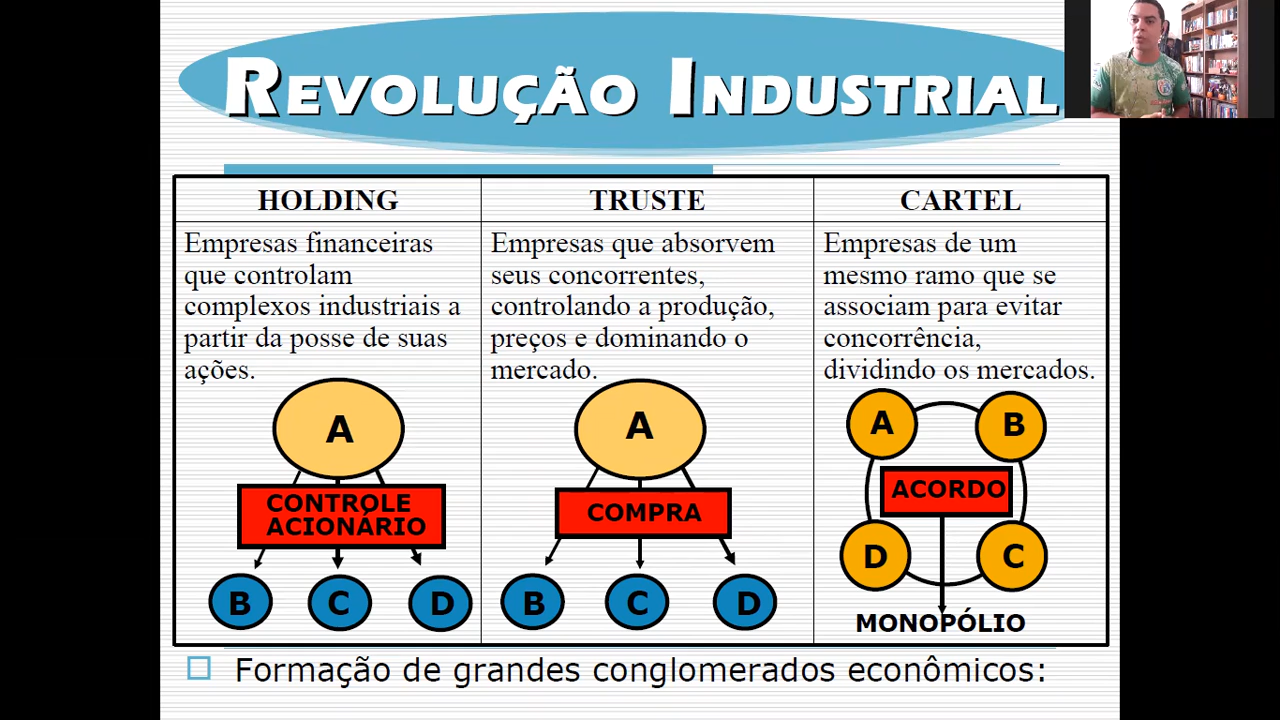 REVOLUÇÃO INDUSTRIAL
HOLDING
Empresas financeiras
que controlam
complexos industriais a
partir da posse de suas
ações.
A
CONTROLE
ACIONÁRIO
B C D
TRUSTE
Empresas que absorvem
seus concorrentes,
controlando a produção,
preços e dominando o
mercado.
A
COMPRA
B C D
CARTEL
Empresas de um
mesmo ramo que se
associam para evitar
concorrência,
dividindo os mercados.
A B
ACORDO
D C
MONOPÓLIO
Formação de grandes conglomerados econômicos: